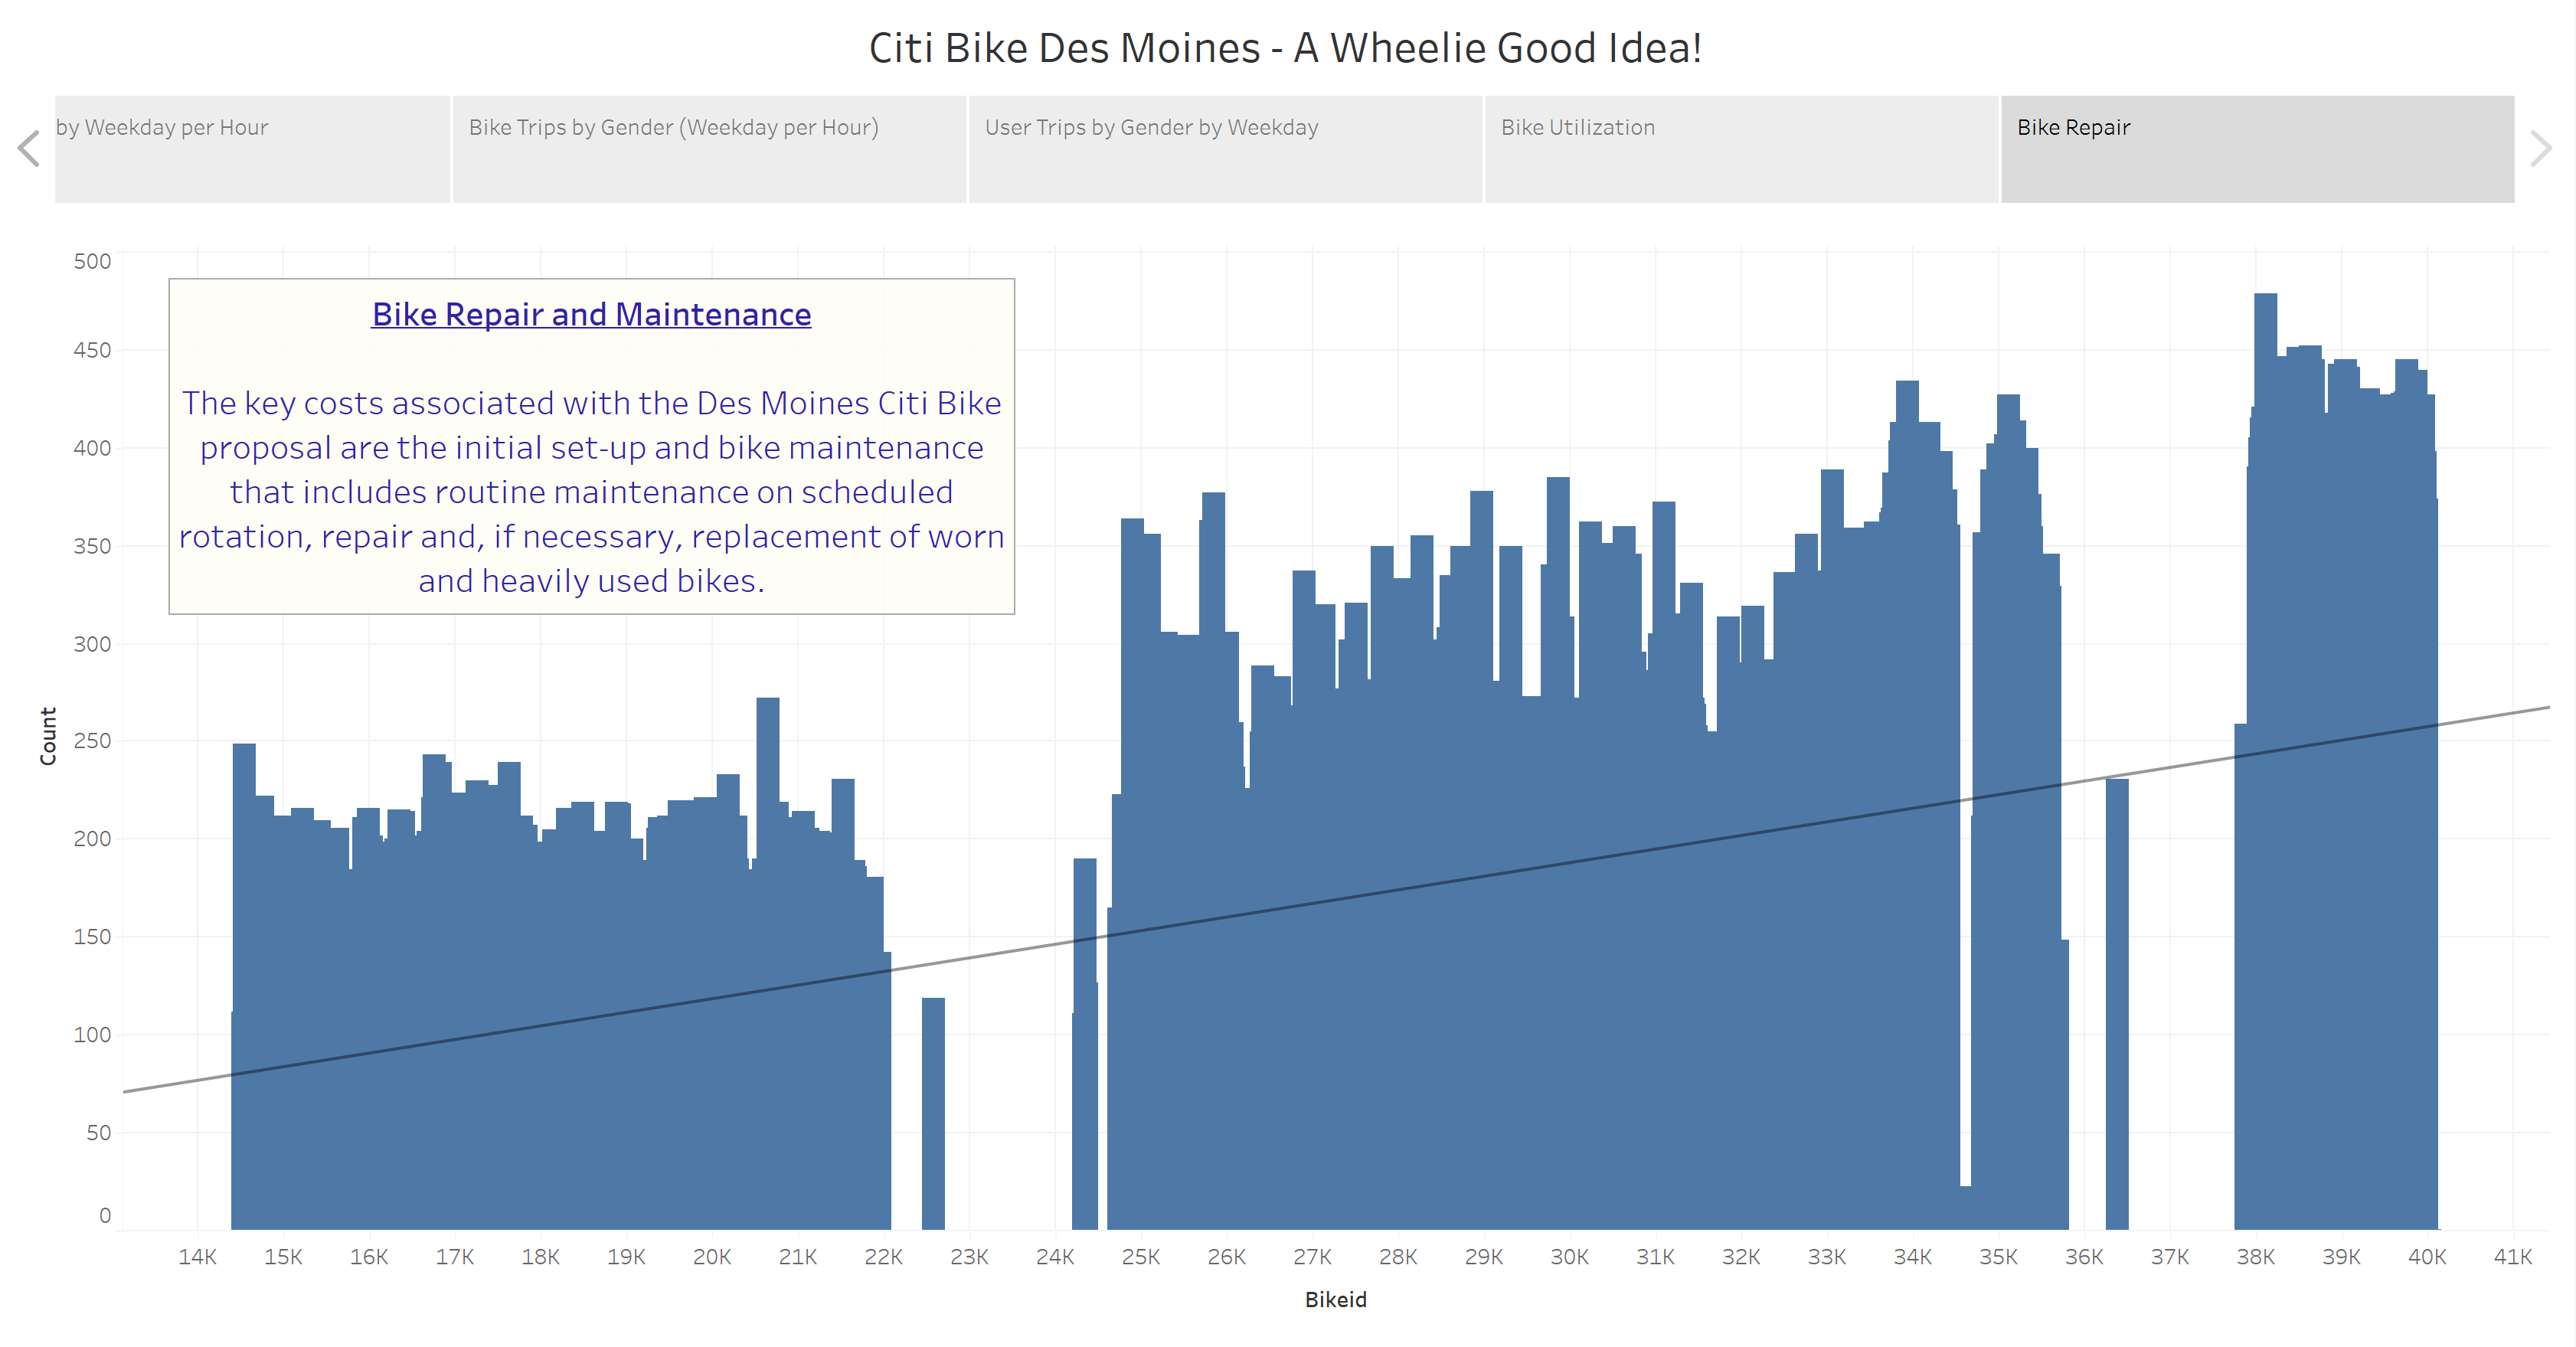 Citi Bike Des Moines - A Wheelie Good Idea!
by Weekday per Hour
Bike Trips by Gender (Weekday per Hour)
User Trips by Gender by Weekday
Bike Utilization
Bike Repair
Bike Repair and Maintenance
The key costs associated with the Des Moines Citi Bike
proposal are the initial set-up and bike maintenance
that includes routine maintenance on scheduled
rotation, repair and, if necessary, replacement of worn
and heavily used bikes.
Count
500
450
400
350
300
250
200
150
100
50
0
14K 15K 16K 17K 18K 19K 20K 21K 22K 23K 24K 25K 26K 27K 28K 29K 30K 31K 32K 33K 34K 35K 36K 37K 38K 39K 40K 41K
Bikeid